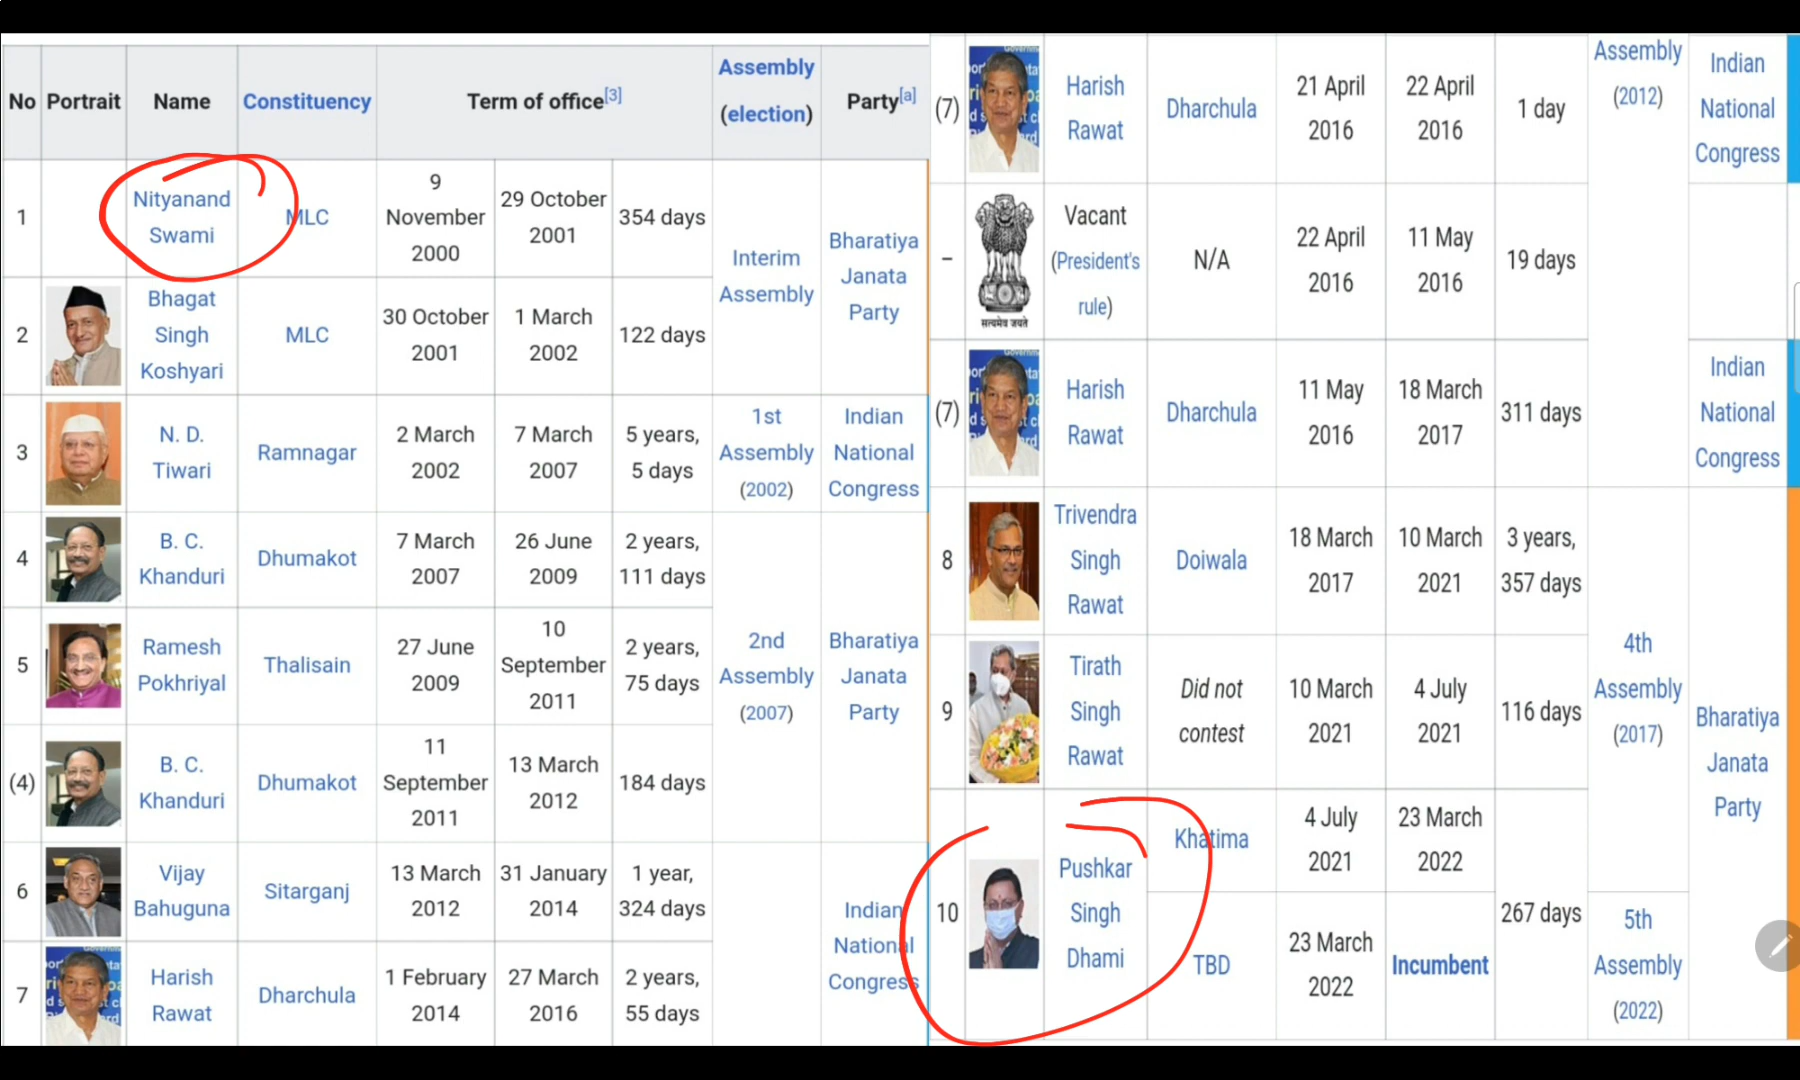 No Portrait Name Constituency Term of office[3] Assembly (election) Party[a]
1 Nityanand Swami MLC 9 November 2000 29 October 2001 354 days Interim Assembly Bharatiya Janata Party
2 Bhagat Singh Koshyari MLC 30 October 2001 1 March 2002 122 days
3 N. D. Tiwari Ramnagar 2 March 2002 7 March 2007 5 years, 5 days 1st Assembly (2002) Indian National Congress
4 B. C. Khanduri Dhumakot 7 March 2007 26 June 2009 2 years, 111 days 2nd Assembly (2007) Bharatiya Janata Party
5 Ramesh Pokhriyal Thalisain 27 June 2009 10 September 2011 2 years, 75 days
(4) B. C. Khanduri Dhumakot 11 September 2011 13 March 2012 184 days
6 Vijay Bahuguna Sitarganj 13 March 2012 31 January 2014 1 year, 324 days Indian National Congress
7 Harish Rawat Dharchula 1 February 2014 27 March 2016 2 years, 55 days
(7) Harish Rawat Dharchula 21 April 2016 22 April 2016 1 day Assembly (2012) Indian National Congress
– Vacant (President's rule) N/A 22 April 2016 11 May 2016 19 days
सत्यमेव जयते
(7) Harish Rawat Dharchula 11 May 2016 18 March 2017 311 days Indian National Congress
8 Trivendra Singh Rawat Doiwala 18 March 2017 10 March 2021 3 years, 357 days 4th Assembly (2017) Bharatiya Janata Party
9 Tirath Singh Rawat Did not contest 10 March 2021 4 July 2021 116 days
10 Pushkar Singh Dhami Khatima 4 July 2021 23 March 2022 267 days
TBD 23 March 2022 Incumbent 5th Assembly (2022)